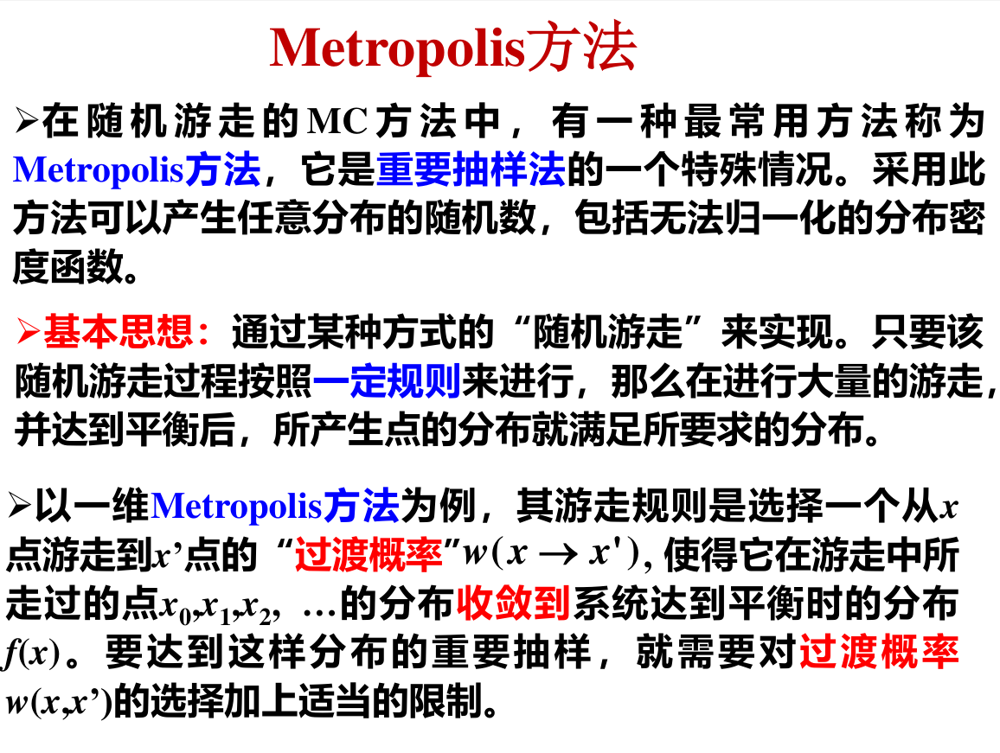 Metropolis方法
➢在随机游走的MC方法中，有一种最常用方法称为
Metropolis方法，它是重要抽样法的一个特殊情况。采用此
方法可以产生任意分布的随机数，包括无法归一化的分布密
度函数。
➢基本思想：通过某种方式的“随机游走”来实现。只要该
随机游走过程按照一定规则来进行，那么在进行大量的游走，
并达到平衡后，所产生点的分布就满足所要求的分布。
➢以一维Metropolis方法为例，其游走规则是选择一个从x
点游走到x’点的“过渡概率”w(x → x'), 使得它在游走中所
走过的点x₀,x₁,x₂, …的分布收敛到系统达到平衡时的分布
f(x)。要达到这样分布的重要抽样，就需要对过渡概率
w(x,x’)的选择加上适当的限制。